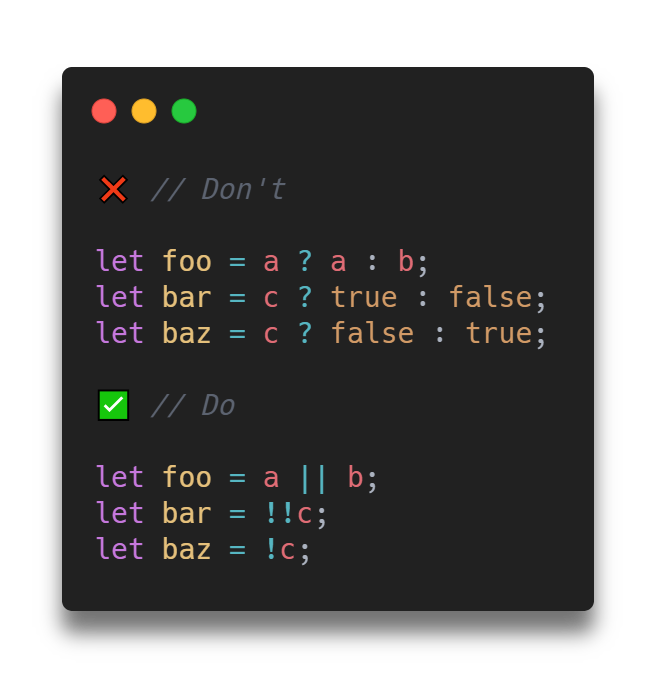 ❌ // Don't
let foo = a ? a : b;
let bar = c ? true : false;
let baz = c ? false : true;
✅ // Do
let foo = a || b;
let bar = !!c;
let baz = !c;